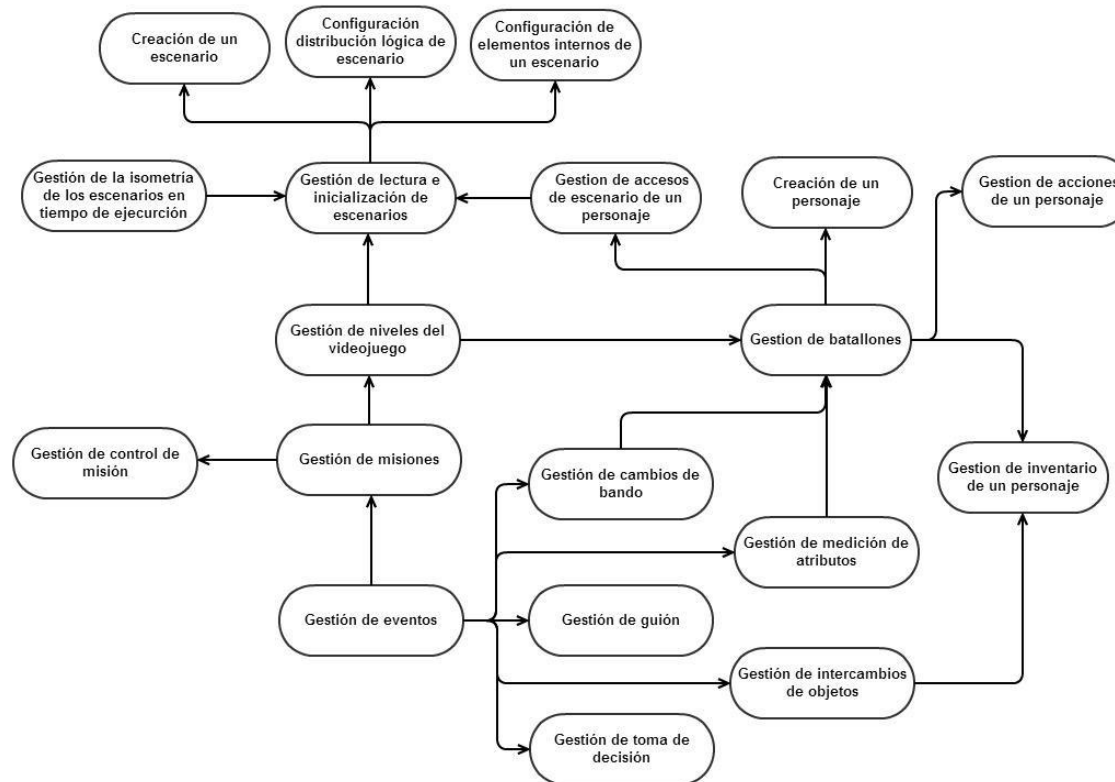 Creación de un
escenario
Configuración
distribución lógica de
escenario
Configuración de
elementos internos de
un escenario
Gestión de la isometría
de los escenarios en
tiempo de ejecurción
Gestión de lectura e
inicialización de
escenarios
Gestion de accesos
de escenario de un
personaje
Creación de un
personaje
Gestion de acciones
de un personaje
Gestión de niveles del
videojuego
Gestion de batallones
Gestión de control de
misión
Gestión de misiones
Gestión de cambios de
bando
Gestion de inventario
de un personaje
Gestión de medición de
atributos
Gestión de eventos
Gestión de guión
Gestión de intercambios
de objetos
Gestión de toma de
decisión